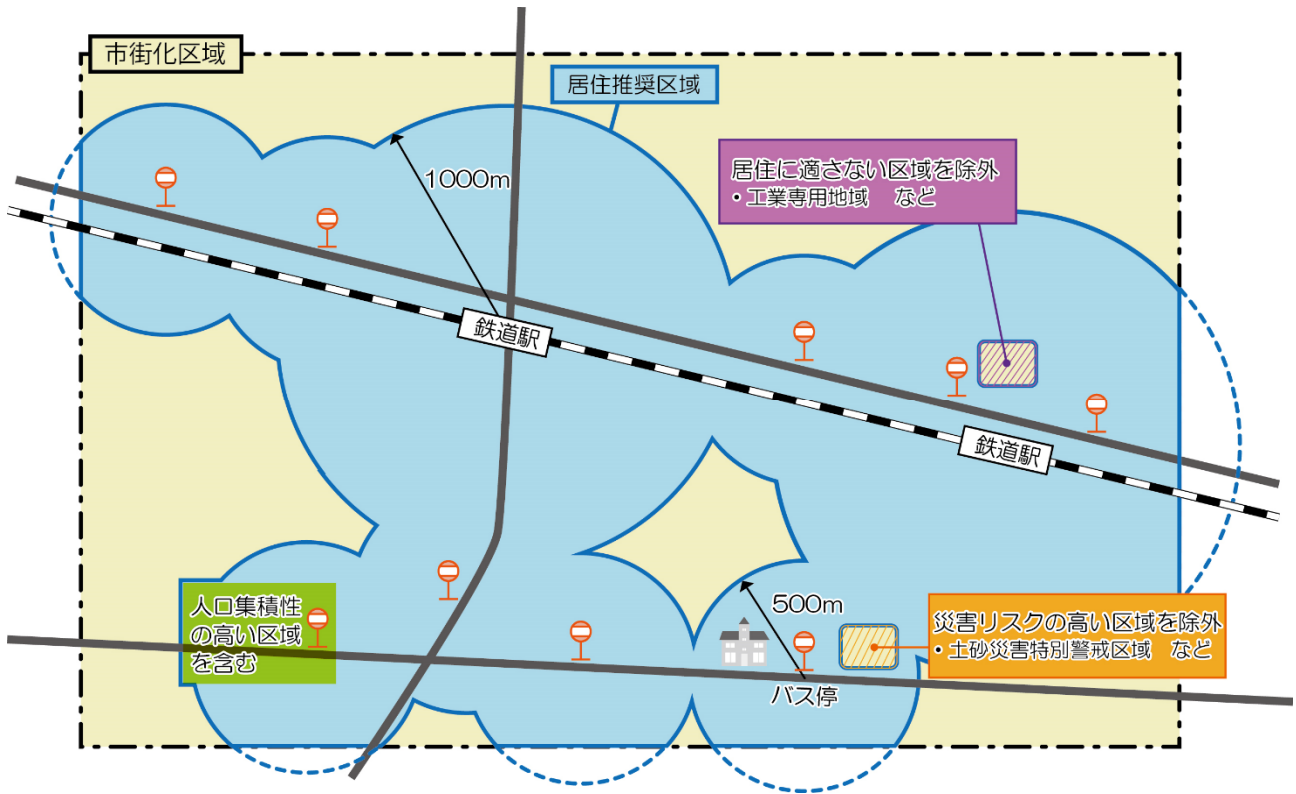 市街化区域
居住推奨区域
1000m
居住に適さない区域を除外
・工業専用地域　など
鉄道駅
鉄道駅
人口集積性
の高い区域
を含む
500m
災害リスクの高い区域を除外
・土砂災害特別警戒区域　など
バス停